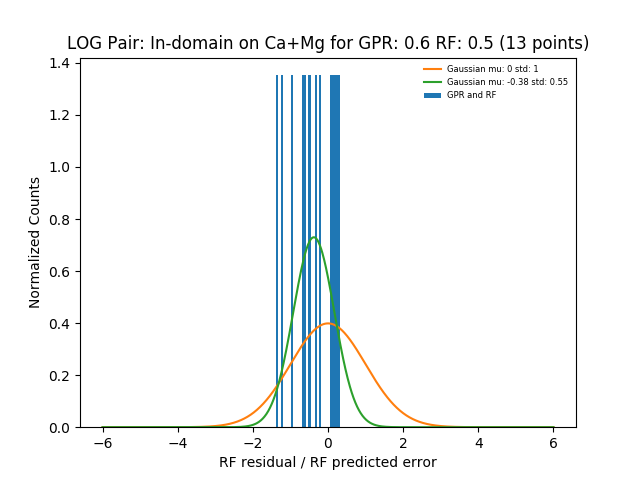 LOG Pair: In-domain on Ca+Mg for GPR: 0.6 RF: 0.5 (13 points)
Gaussian mu: 0 std: 1
Gaussian mu: -0.38 std: 0.55
GPR and RF
Normalized Counts
1.4
1.2
1.0
0.8
0.6
0.4
0.2
0.0
−6 −4 −2 0 2 4 6
RF residual / RF predicted error